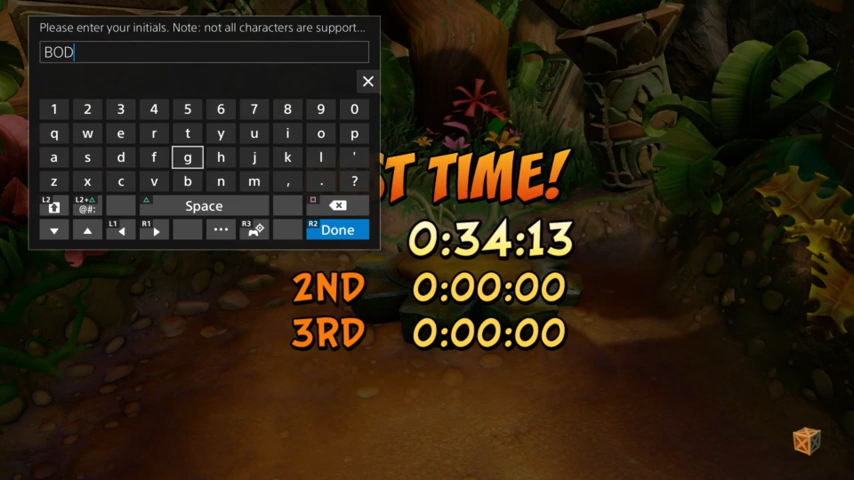 Please enter your initials. Note: not all characters are support...
BOD
1 2 3 4 5 6 7 8 9 0
q w e r t y u i o p
a s d f g h j k l '
z x c v b n m , . ?
L2 L2+△ @#: △ Space □
L1 R1 ... R3 R2 Done
ST TIME!
0:34:13
2ND 0:00:00
3RD 0:00:00